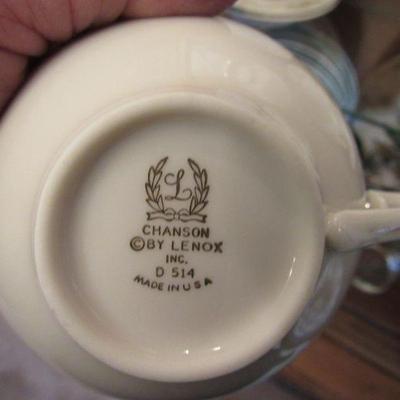 L
CHANSON
©BY LENOX
INC.
D 514
MADE IN USA